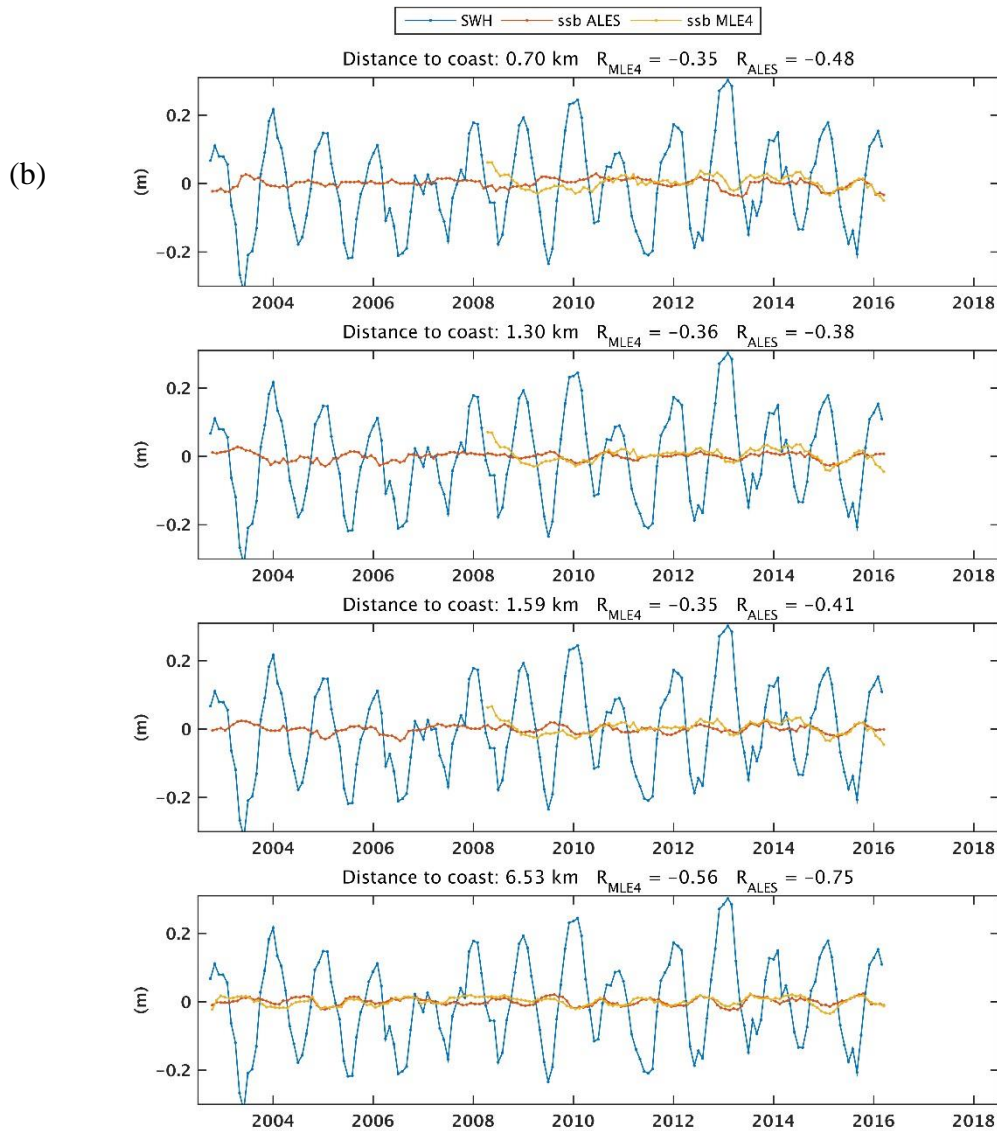 SWH ssb ALES ssb MLE4
(b)
Distance to coast: 0.70 km R_MLE4 = −0.35 R_ALES = −0.48
0.2
0
−0.2
(m)
2004 2006 2008 2010 2012 2014 2016 2018
Distance to coast: 1.30 km R_MLE4 = −0.36 R_ALES = −0.38
0.2
0
−0.2
(m)
2004 2006 2008 2010 2012 2014 2016 2018
Distance to coast: 1.59 km R_MLE4 = −0.35 R_ALES = −0.41
0.2
0
−0.2
(m)
2004 2006 2008 2010 2012 2014 2016 2018
Distance to coast: 6.53 km R_MLE4 = −0.56 R_ALES = −0.75
0.2
0
−0.2
(m)
2004 2006 2008 2010 2012 2014 2016 2018